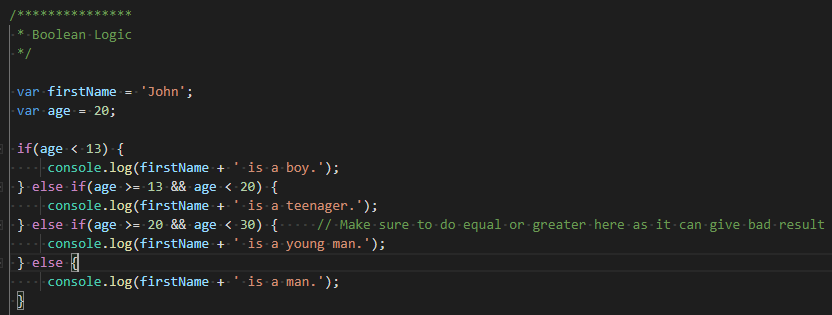 /***************
* Boolean Logic
*/
var firstName = 'John';
var age = 20;
if(age < 13) {
console.log(firstName + ' is a boy.');
} else if(age >= 13 && age < 20) {
console.log(firstName + ' is a teenager.');
} else if(age >= 20 && age < 30) { // Make sure to do equal or greater here as it can give bad result
console.log(firstName + ' is a young man.');
} else {
console.log(firstName + ' is a man.');
}